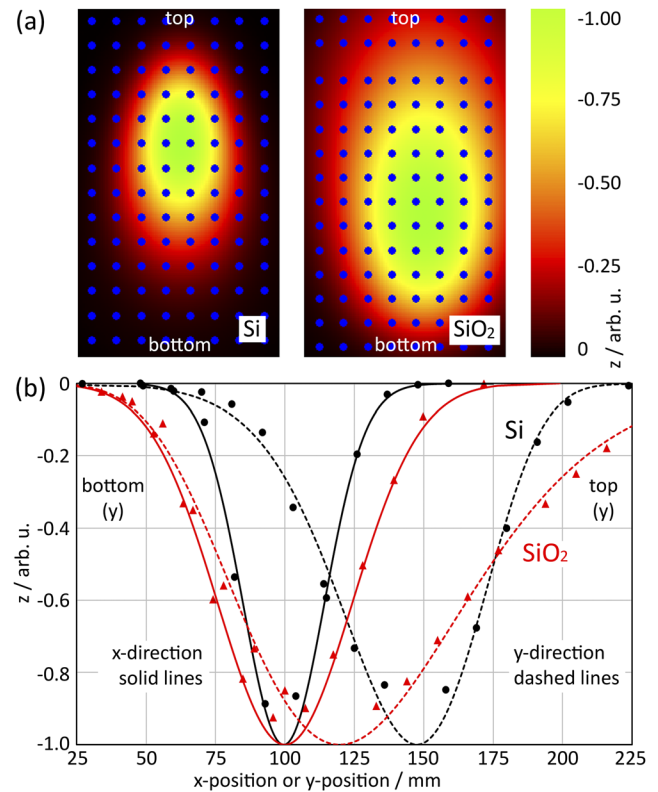 (a)
top
top
-1.00
-0.75
-0.50
-0.25
0
z / arb. u.
Si
SiO₂
bottom
bottom
(b)
0
-0.2
-0.4
-0.6
-0.8
-1.0
z / arb. u.
bottom
(y)
Si
top
(y)
SiO₂
x-direction
solid lines
y-direction
dashed lines
25 50 75 100 125 150 175 200 225
x-position or y-position / mm